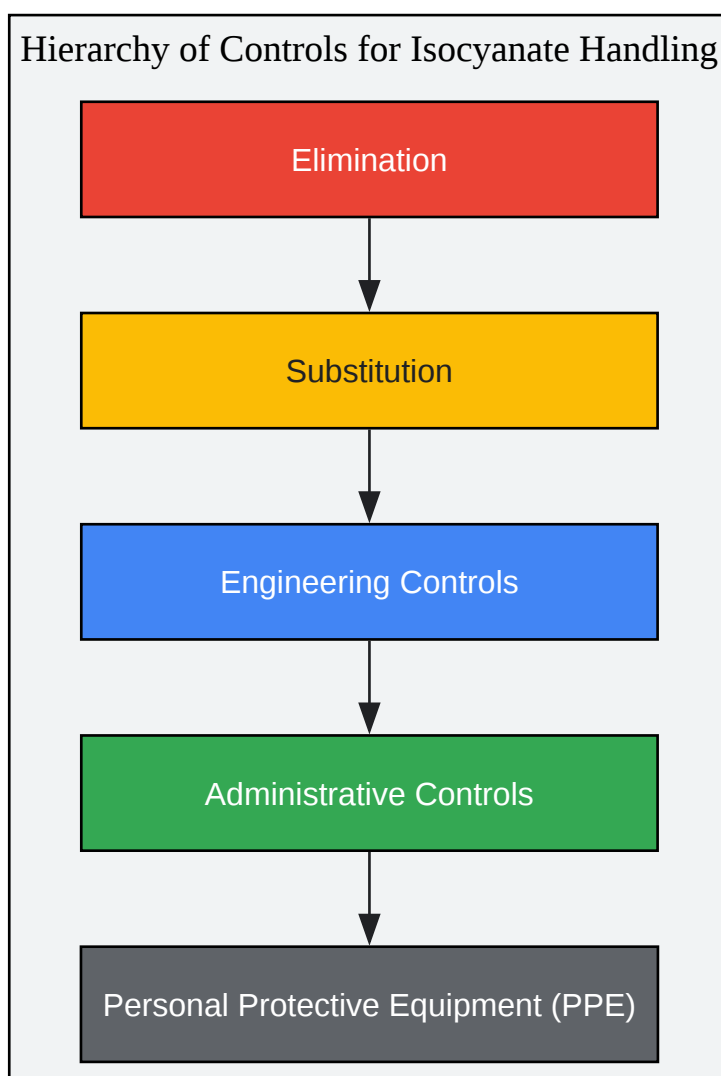 Hierarchy of Controls for Isocyanate Handling
Elimination
Substitution
Engineering Controls
Administrative Controls
Personal Protective Equipment (PPE)